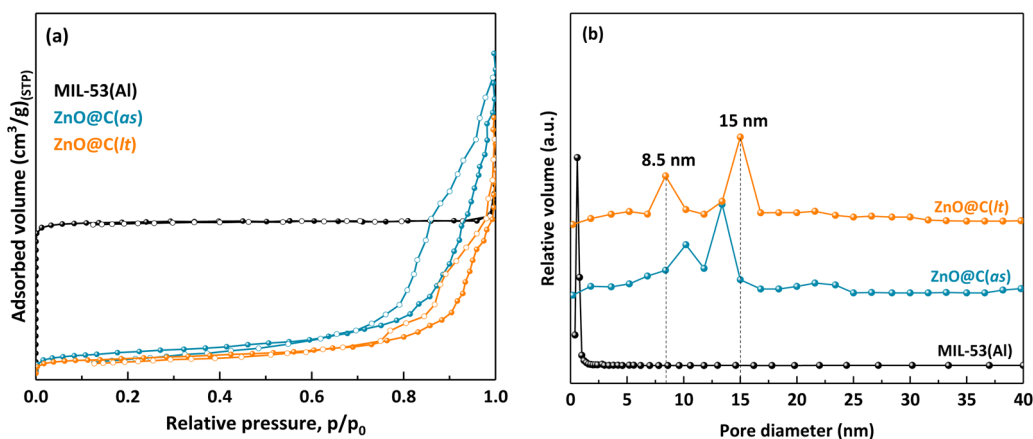 (a)
MIL-53(Al)
ZnO@C(as)
ZnO@C(lt)
Adsorbed volume (cm³/g)(STP)
0.0 0.2 0.4 0.6 0.8 1.0
Relative pressure, p/p₀
(b)
15 nm
8.5 nm
ZnO@C(lt)
ZnO@C(as)
MIL-53(Al)
Relative volume (a.u.)
0 5 10 15 20 25 30 35 40
Pore diameter (nm)